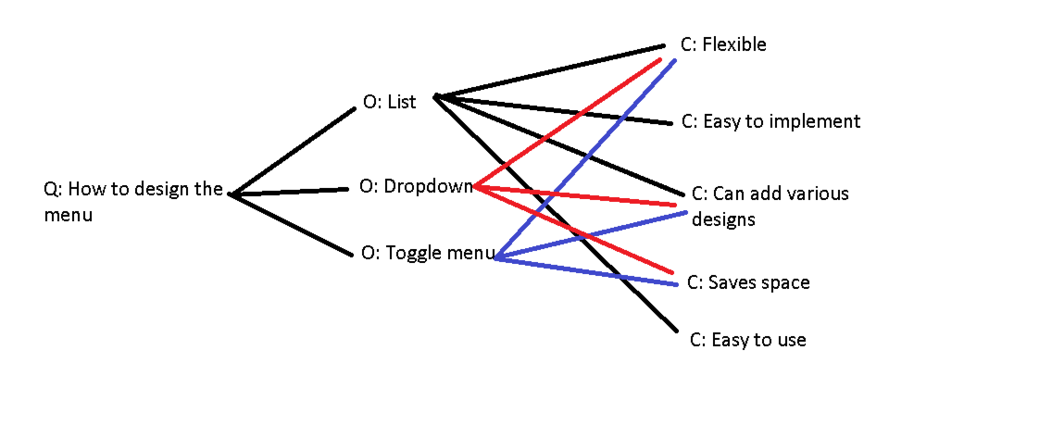 Q: How to design the
menu
O: List
O: Dropdown
O: Toggle menu
C: Flexible
C: Easy to implement
C: Can add various
designs
C: Saves space
C: Easy to use